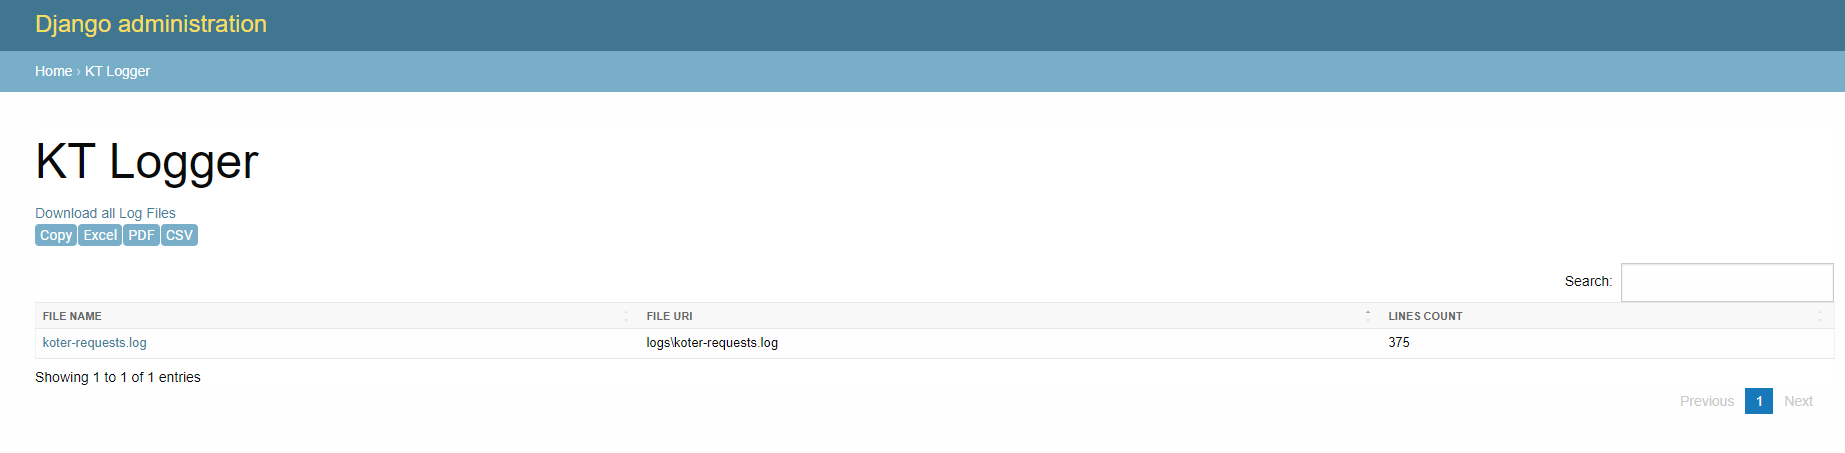 Django administration
Home › KT Logger
KT Logger
Download all Log Files
Copy Excel PDF CSV
Search:
FILE NAME FILE URI LINES COUNT
koter-requests.log logs\koter-requests.log 375
Showing 1 to 1 of 1 entries
Previous 1 Next